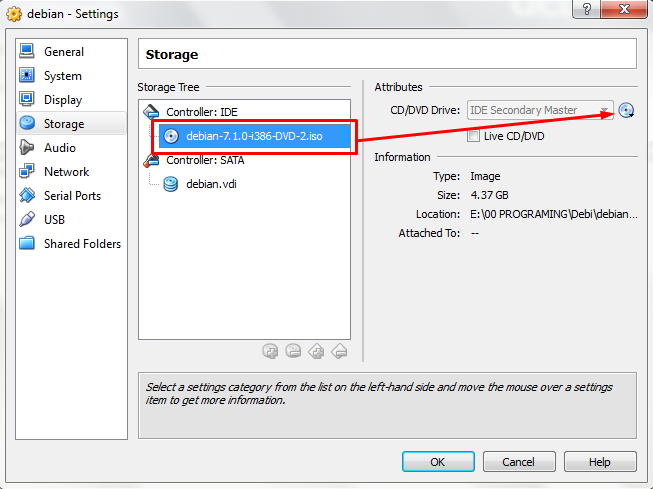 debian - Settings
General
System
Display
Storage
Audio
Network
Serial Ports
USB
Shared Folders
Storage
Storage Tree
Controller: IDE
debian-7.1.0-i386-DVD-2.iso
Controller: SATA
debian.vdi
Attributes
CD/DVD Drive: IDE Secondary Master
Live CD/DVD
Information
Type: Image
Size: 4.37 GB
Location: E:\00 PROGRAMING\Debi\debian...
Attached To: --
Select a settings category from the list on the left-hand side and move the mouse over a settings
item to get more information.
OK Cancel Help